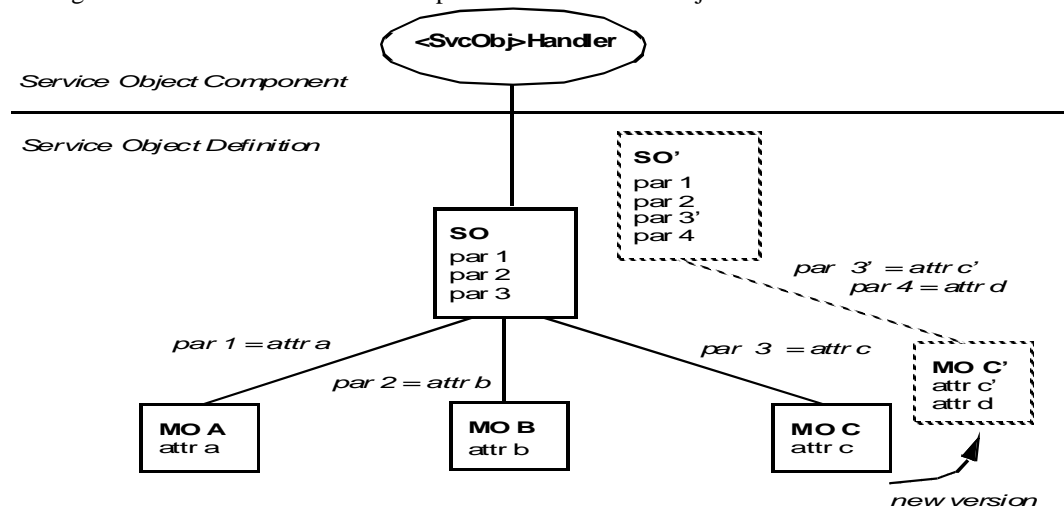 <SvcObj>Handler
Service Object Component
Service Object Definition
SO'
par 1
par 2
par 3'
par 4
SO
par 1
par 2
par 3
par 3' = attr c'
par 4 = attr d
par 1 = attr a
par 2 = attr b
par 3 = attr c
MO C'
attr c'
attr d
MO A
attr a
MO B
attr b
MO C
attr c
new version